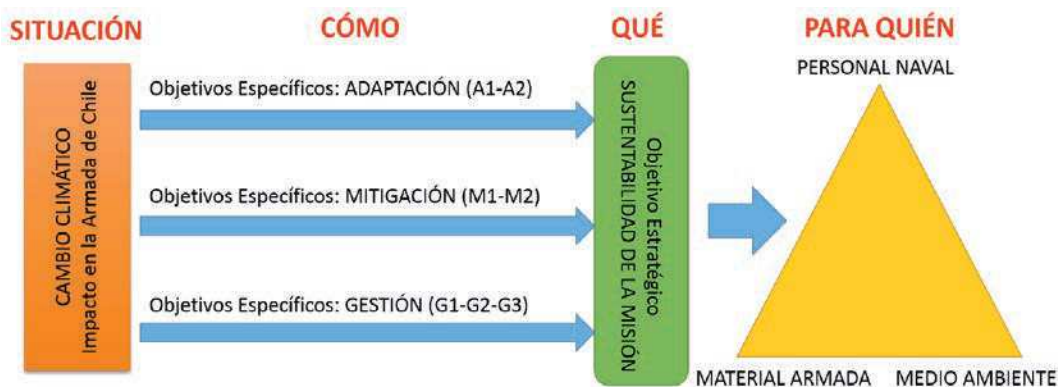 SITUACIÓN
CÓMO
QUÉ
PARA QUIÉN
CAMBIO CLIMÁTICO
Impacto en la Armada de Chile
Objetivos Específicos: ADAPTACIÓN (A1-A2)
Objetivos Específicos: MITIGACIÓN (M1-M2)
Objetivos Específicos: GESTIÓN (G1-G2-G3)
Objetivo Estratégico
SUSTENTABILIDAD DE LA MISIÓN
PERSONAL NAVAL
MATERIAL ARMADA
MEDIO AMBIENTE